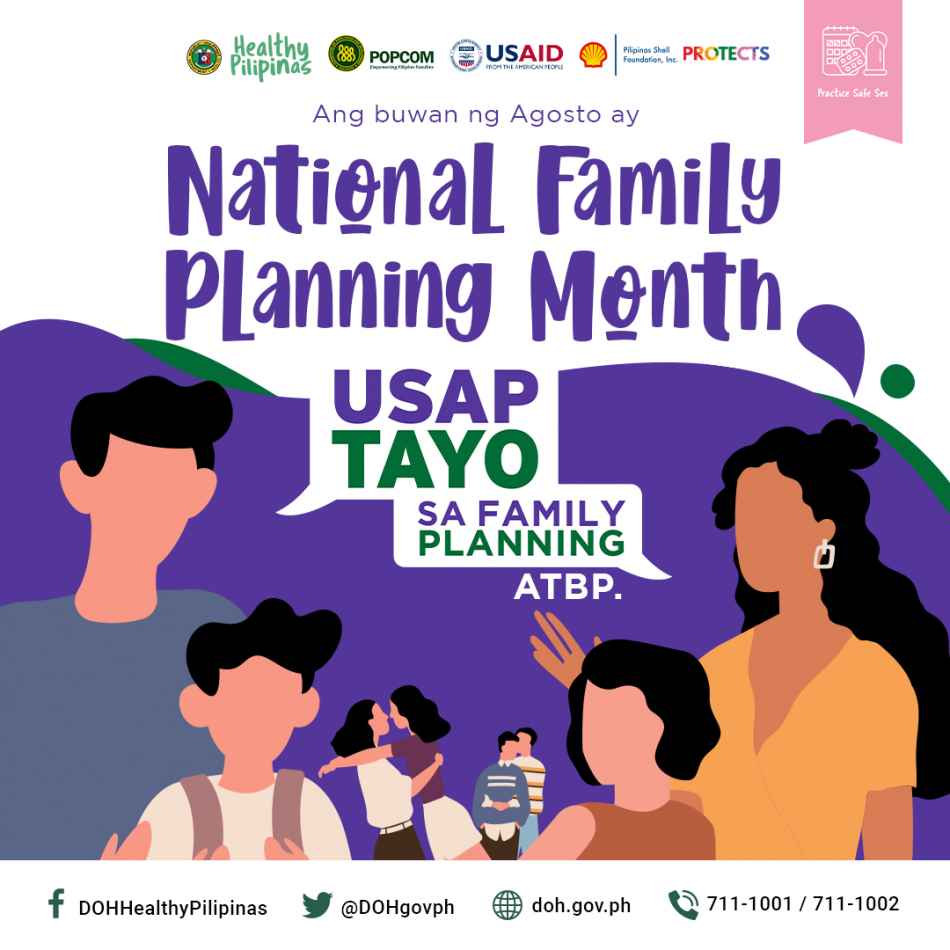 Healthy Pilipinas
POPCOM
Empowering Filipino Families
USAID
FROM THE AMERICAN PEOPLE
Pilipinas Shell
Foundation, Inc.
PROTECTS
Practice Safe Sex
Ang buwan ng Agosto ay
National Family
Planning Month
USAP
TAYO
SA FAMILY
PLANNING
ATBP.
DOHHealthyPilipinas
@DOHgovph
doh.gov.ph
711-1001 / 711-1002